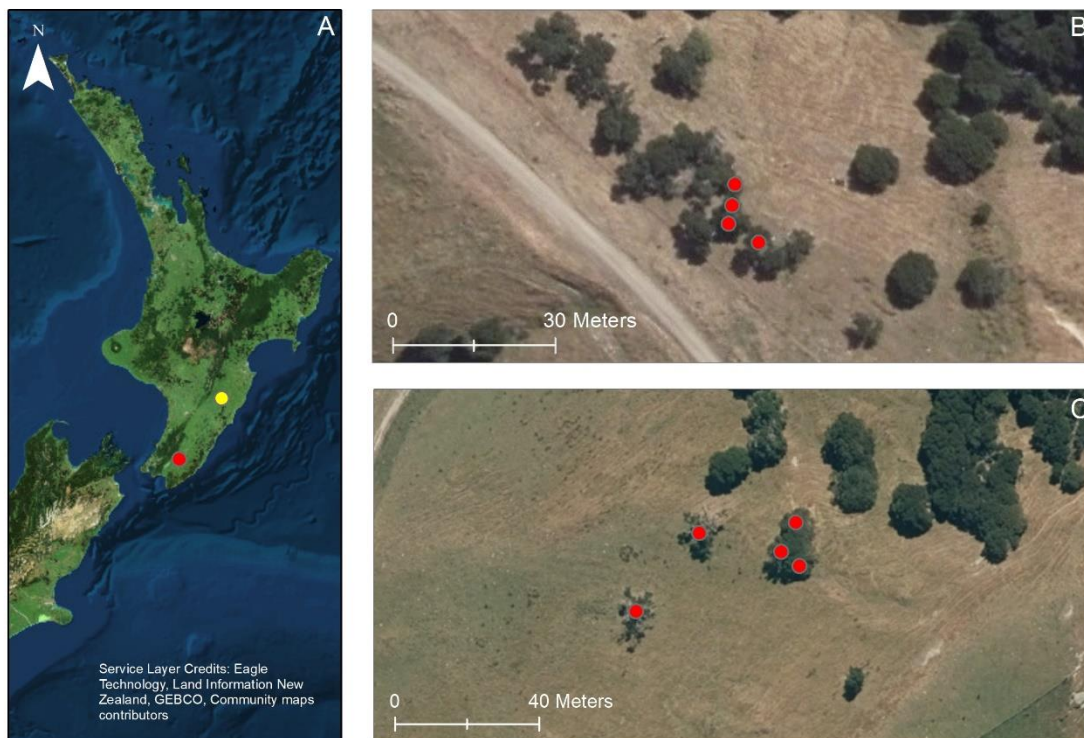 A
N
Service Layer Credits: Eagle
Technology, Land Information New
Zealand, GEBCO, Community maps
contributors
B
0 30 Meters
C
0 40 Meters